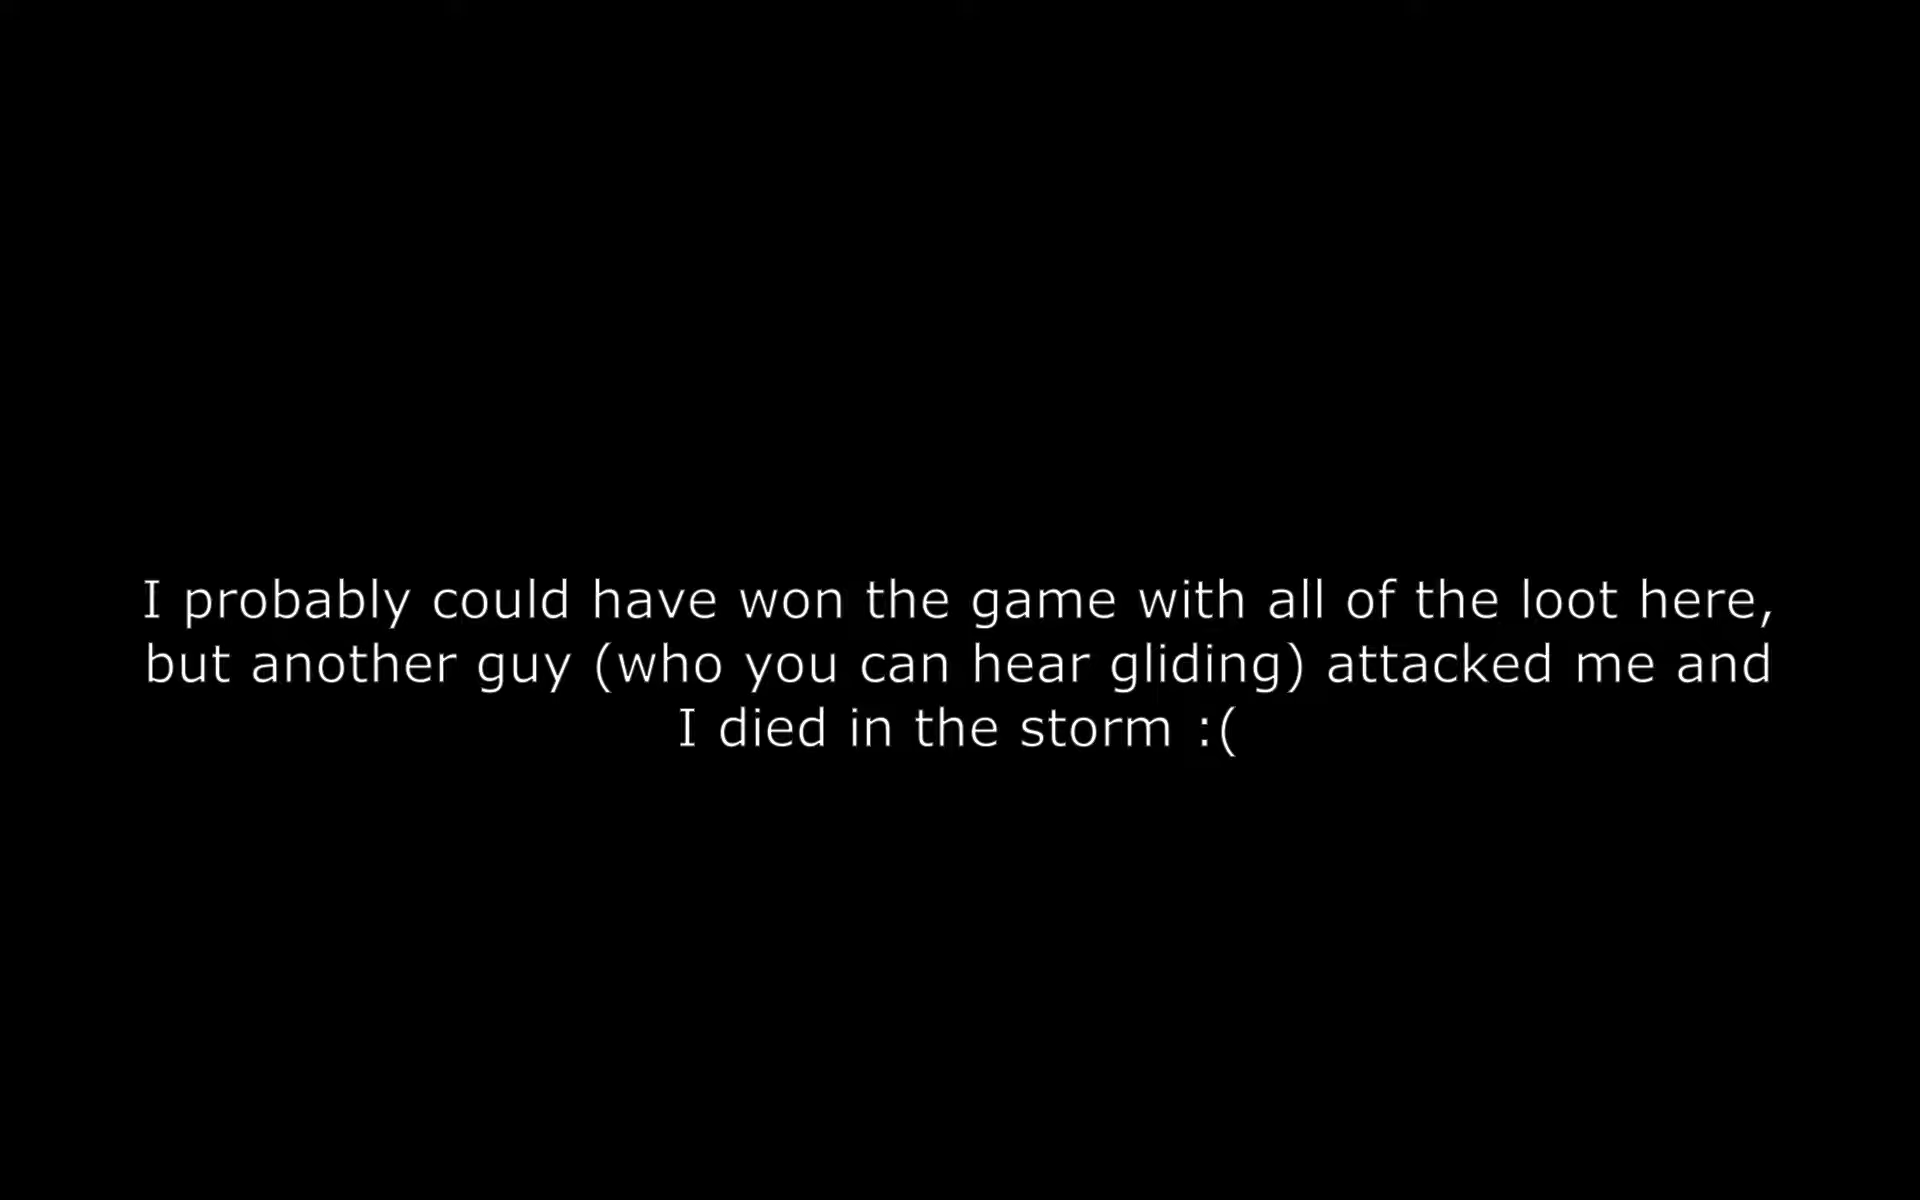 I probably could have won the game with all of the loot here,
but another guy (who you can hear gliding) attacked me and
I died in the storm :(